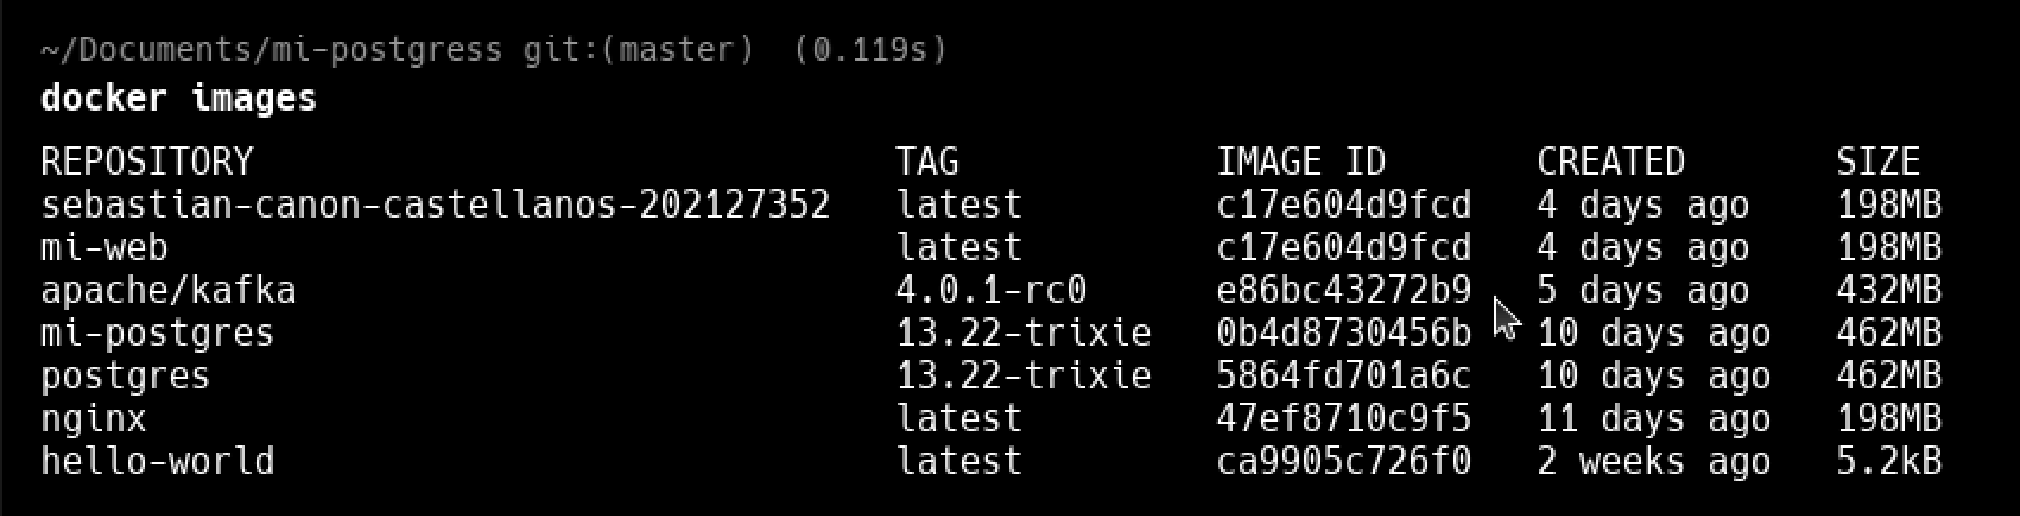 ~/Documents/mi-postgress git:(master) (0.119s)
docker images
REPOSITORY TAG IMAGE ID CREATED SIZE
sebastian-canon-castellanos-202127352 latest c17e604d9fcd 4 days ago 198MB
mi-web latest c17e604d9fcd 4 days ago 198MB
apache/kafka 4.0.1-rc0 e86bc43272b9 5 days ago 432MB
mi-postgres 13.22-trixie 0b4d8730456b 10 days ago 462MB
postgres 13.22-trixie 5864fd701a6c 10 days ago 462MB
nginx latest 47ef8710c9f5 11 days ago 198MB
hello-world latest ca9905c726f0 2 weeks ago 5.2kB